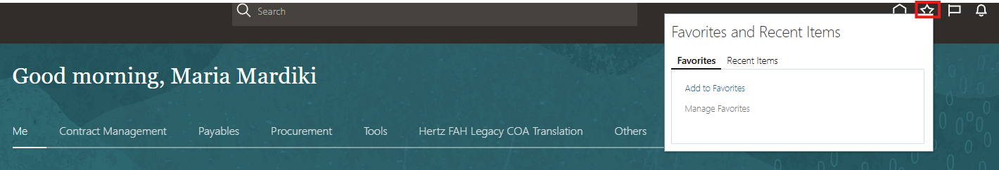 Search
Favorites and Recent Items
Favorites Recent Items
Add to Favorites
Manage Favorites
Good morning, Maria Mardiki
Me Contract Management Payables Procurement Tools Hertz FAH Legacy COA Translation Others